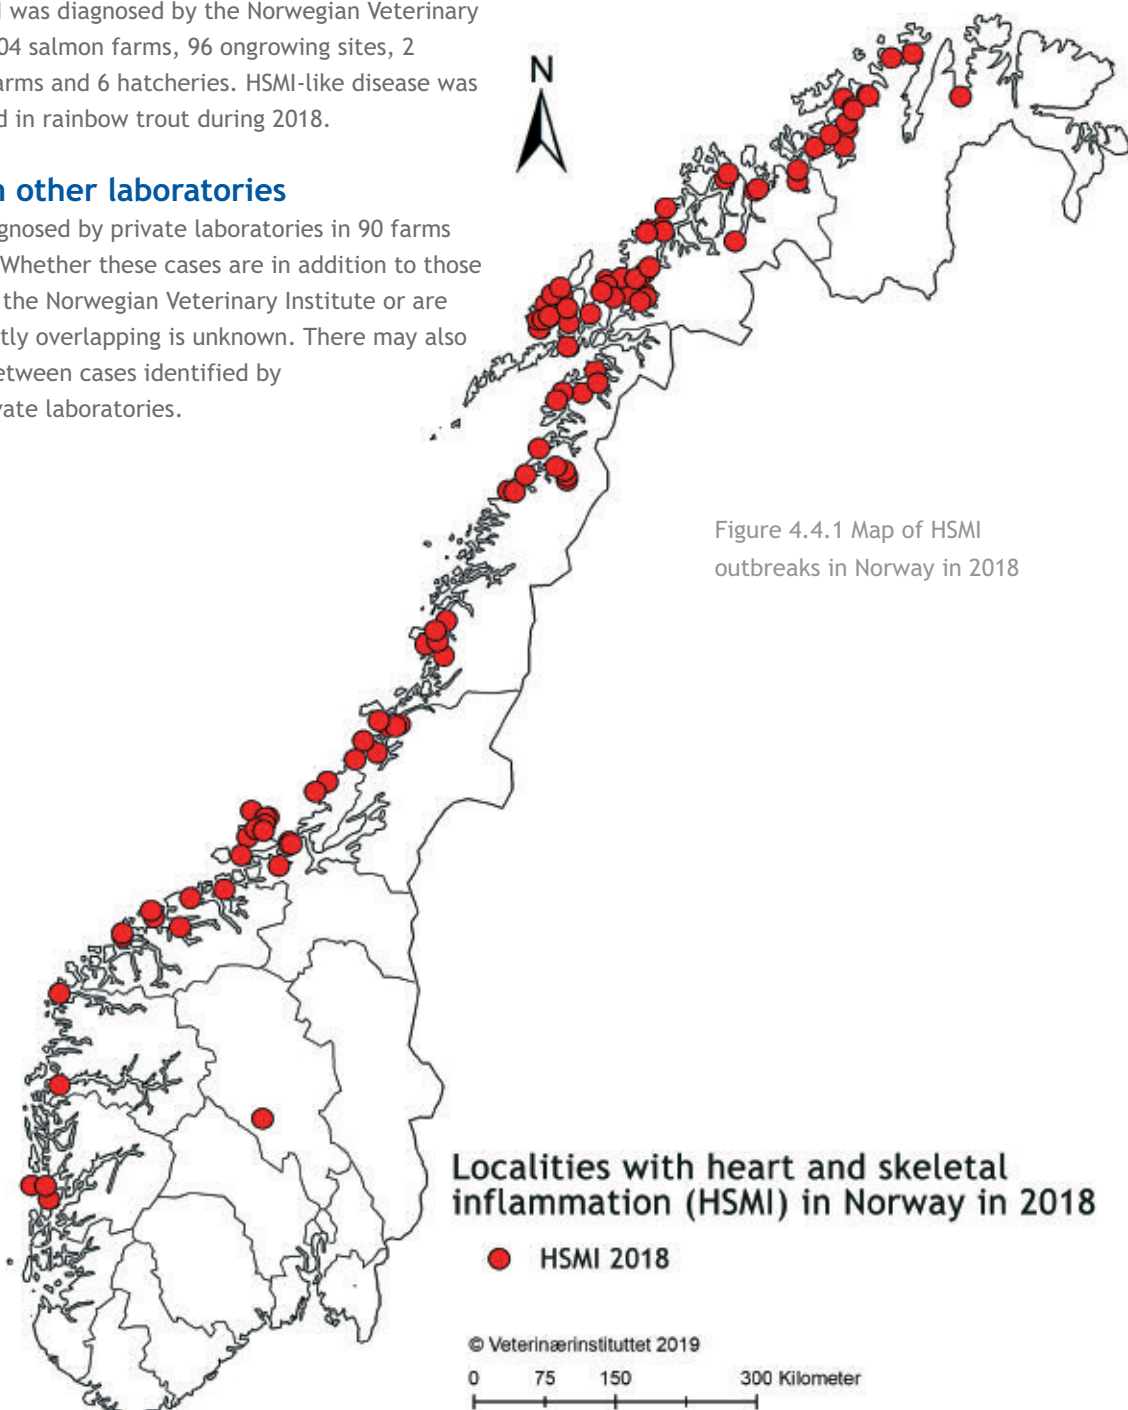 was diagnosed by the Norwegian Veterinary
04 salmon farms, 96 ongrowing sites, 2
arms and 6 hatcheries. HSMI-like disease was
d in rainbow trout during 2018.
other laboratories
gnosed by private laboratories in 90 farms
Whether these cases are in addition to those
the Norwegian Veterinary Institute or are
tly overlapping is unknown. There may also
between cases identified by
vate laboratories.
N
Figure 4.4.1 Map of HSMI
outbreaks in Norway in 2018
Localities with heart and skeletal
inflammation (HSMI) in Norway in 2018
HSMI 2018
© Veterinærinstituttet 2019
0 75 150 300 Kilometer